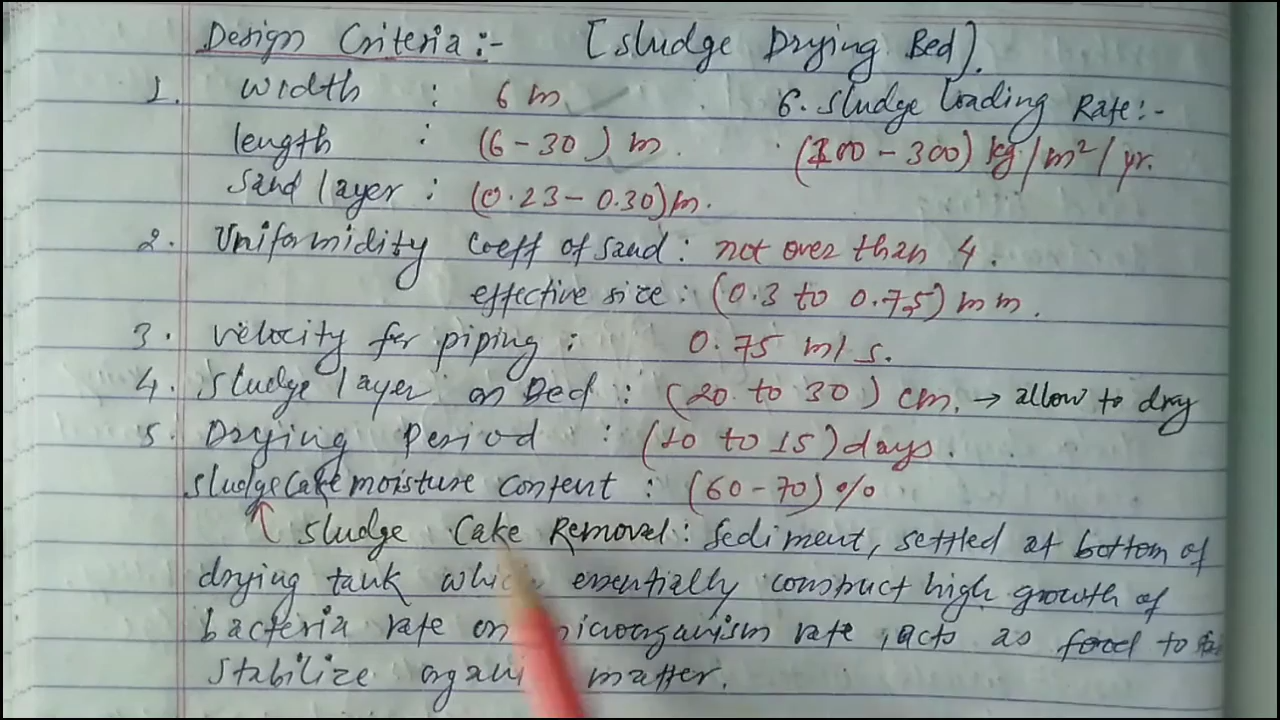 Design Criteria:- [sludge Drying Bed].
1. width : 6 m
6. sludge loading Rate:-
length : (6-30) m.
(100 - 300) kg/m²/yr.
Sand layer : (0.23-0.30)m.
2. Uniformidity Coeff of sand : not over than 4.
effective size : (0.3 to 0.75) mm.
3. velocity for piping : 0.75 m/s.
4. sludge layer on Bed : (20 to 30) cm. → allow to dry
5. Drying Period : (10 to 15) days.
sludge cake moisture content : (60-70) %
sludge Cake Removal : sediment, settled at bottom of
drying tank essentially construct high growth of
bacteria rate on microorganism rate, acts as food to
stabilize matter.